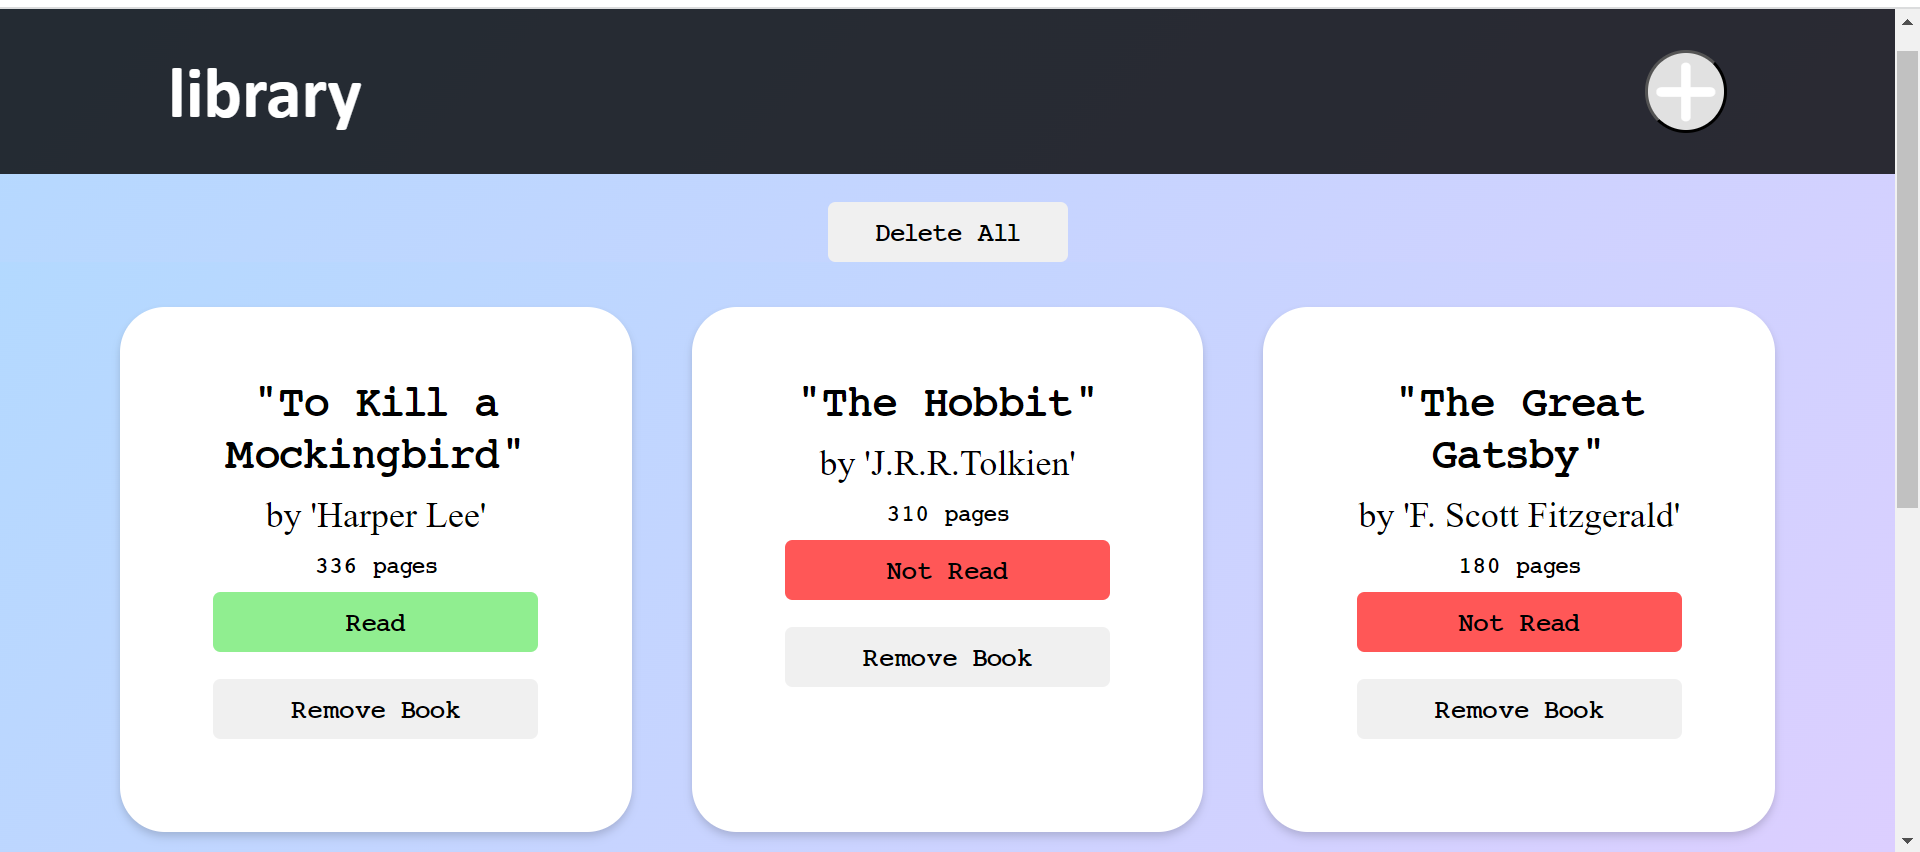 library
Delete All
"To Kill a
Mockingbird"
by 'Harper Lee'
336 pages
Read
Remove Book
"The Hobbit"
by 'J.R.R.Tolkien'
310 pages
Not Read
Remove Book
"The Great
Gatsby"
by 'F. Scott Fitzgerald'
180 pages
Not Read
Remove Book